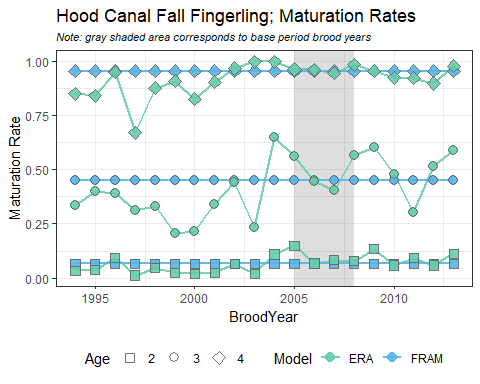 Hood Canal Fall Fingerling; Maturation Rates
Note: gray shaded area corresponds to base period brood years
1.00
0.75
0.50
0.25
0.00
Maturation Rate
1995 2000 2005 2010
BroodYear
Age 2 3 4 Model ERA FRAM